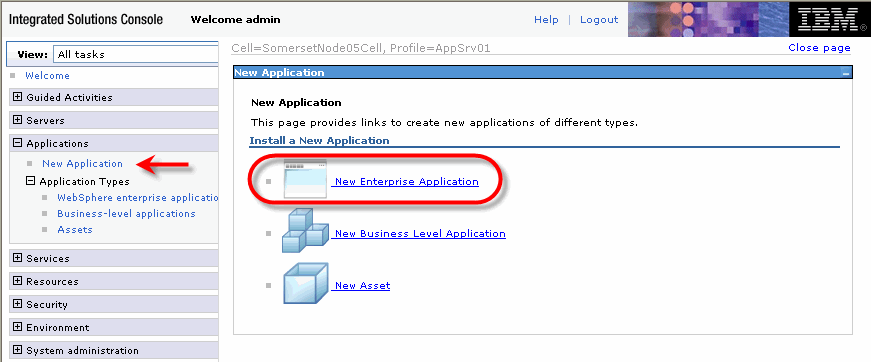 Integrated Solutions Console Welcome admin Help | Logout IBM.
View: All tasks
Cell=SomersetNode05Cell, Profile=AppSrv01 Close page
Welcome
Guided Activities
Servers
Applications
New Application
Application Types
WebSphere enterprise applicatio
Business-level applications
Assets
Services
Resources
Security
Environment
System administration
New Application
New Application
This page provides links to create new applications of different types.
Install a New Application
New Enterprise Application
New Business Level Application
New Asset